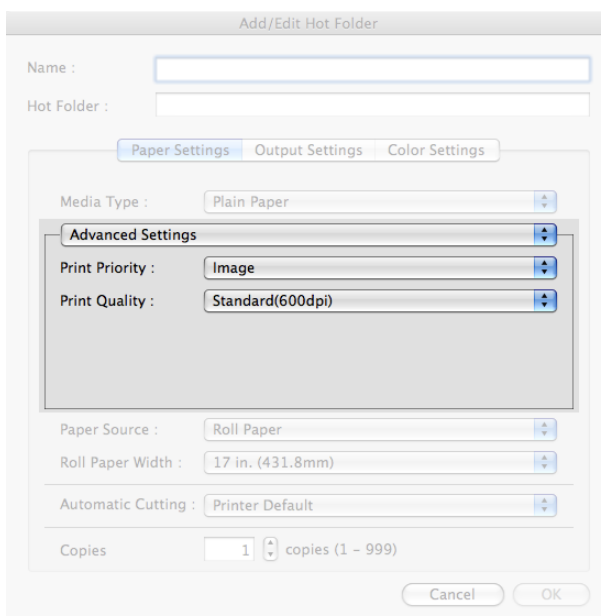 Add/Edit Hot Folder
Name :
Hot Folder :
Paper Settings Output Settings Color Settings
Media Type : Plain Paper
Advanced Settings
Print Priority : Image
Print Quality : Standard(600dpi)
Paper Source : Roll Paper
Roll Paper Width : 17 in. (431.8mm)
Automatic Cutting : Printer Default
Copies 1 copies (1 – 999)
Cancel OK